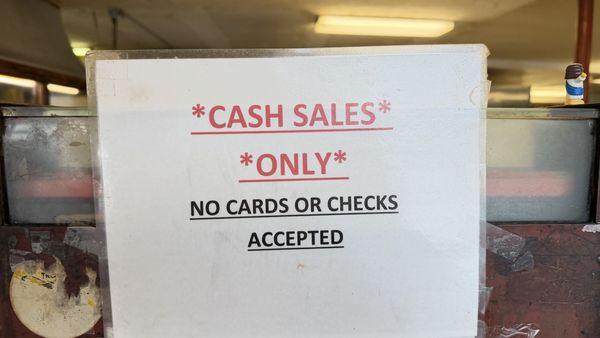 *CASH SALES*
*ONLY*
NO CARDS OR CHECKS
ACCEPTED